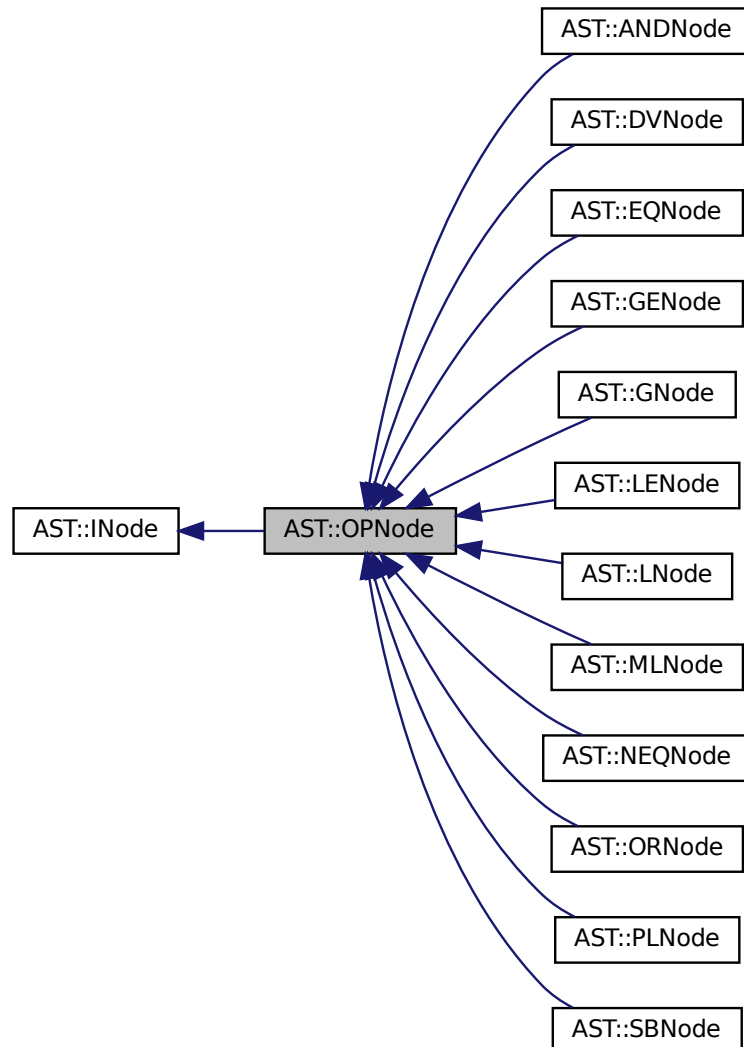 AST::ANDNode
AST::DVNode
AST::EQNode
AST::GENode
AST::GNode
AST::LENode
AST::INode
AST::OPNode
AST::LNode
AST::MLNode
AST::NEQNode
AST::ORNode
AST::PLNode
AST::SBNode